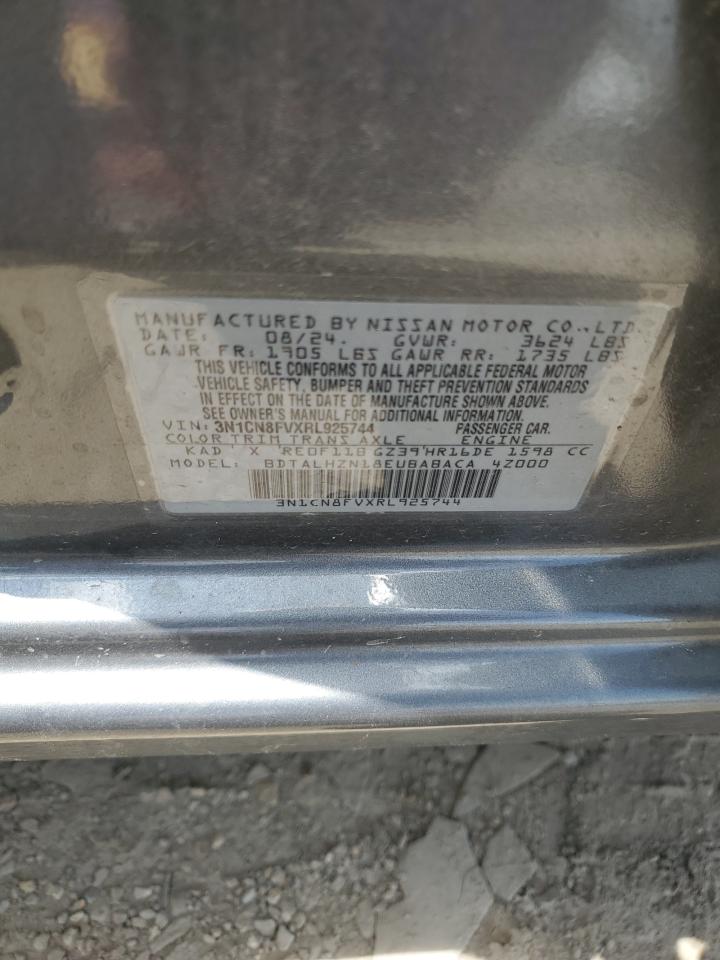 MANUFACTURED BY NISSAN MOTOR CO.,LTD.
DATE: 08/24. GVWR: 3624 LBS
GAWR FR: 1905 LBS GAWR RR: 1735 LBS
THIS VEHICLE CONFORMS TO ALL APPLICABLE FEDERAL MOTOR
VEHICLE SAFETY, BUMPER AND THEFT PREVENTION STANDARDS
IN EFFECT ON THE DATE OF MANUFACTURE SHOWN ABOVE.
SEE OWNER'S MANUAL FOR ADDITIONAL INFORMATION.
VIN: 3N1CN8FVXRL925744 PASSENGER CAR.
COLOR TRIM TRANS AXLE ENGINE
KAD X RE0F11B GZ39 HR16DE 1598 CC
MODEL: BDTALHZN18EUBABACA 4Z000
3N1CN8FVXRL925744